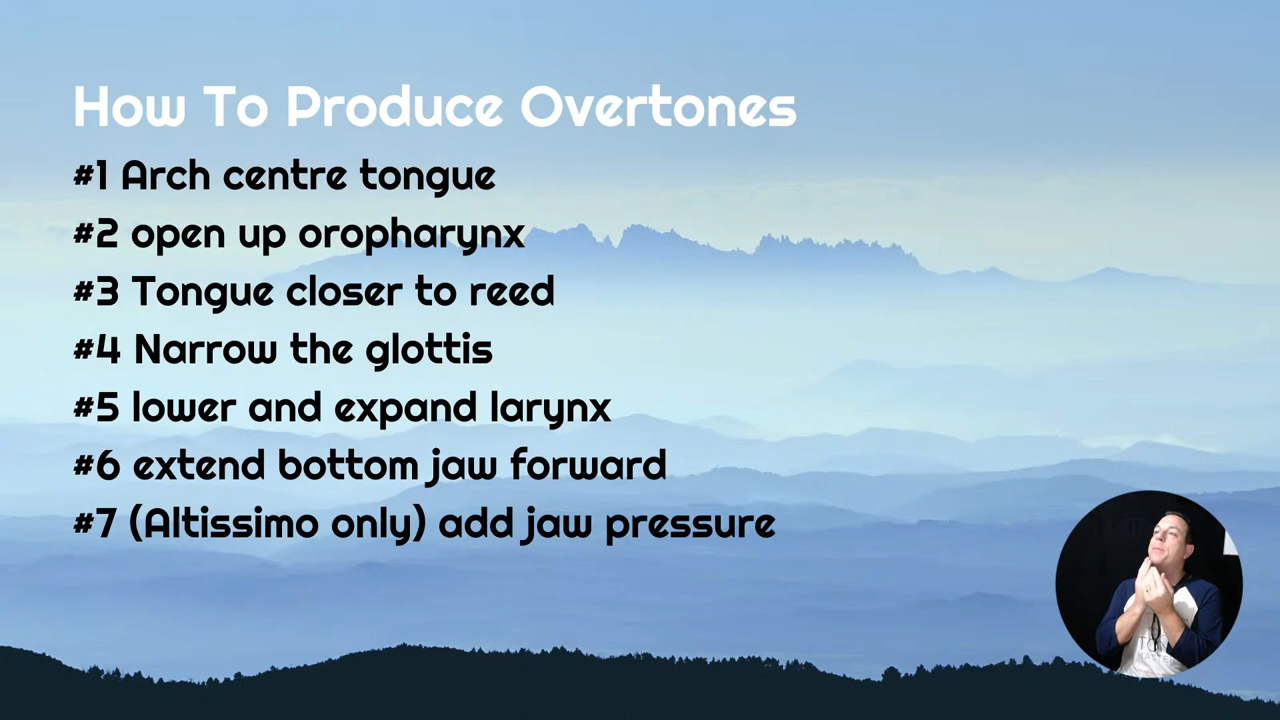 How To Produce Overtones
#1 Arch centre tongue
#2 open up oropharynx
#3 Tongue closer to reed
#4 Narrow the glottis
#5 lower and expand larynx
#6 extend bottom jaw forward
#7 (Altissimo only) add jaw pressure